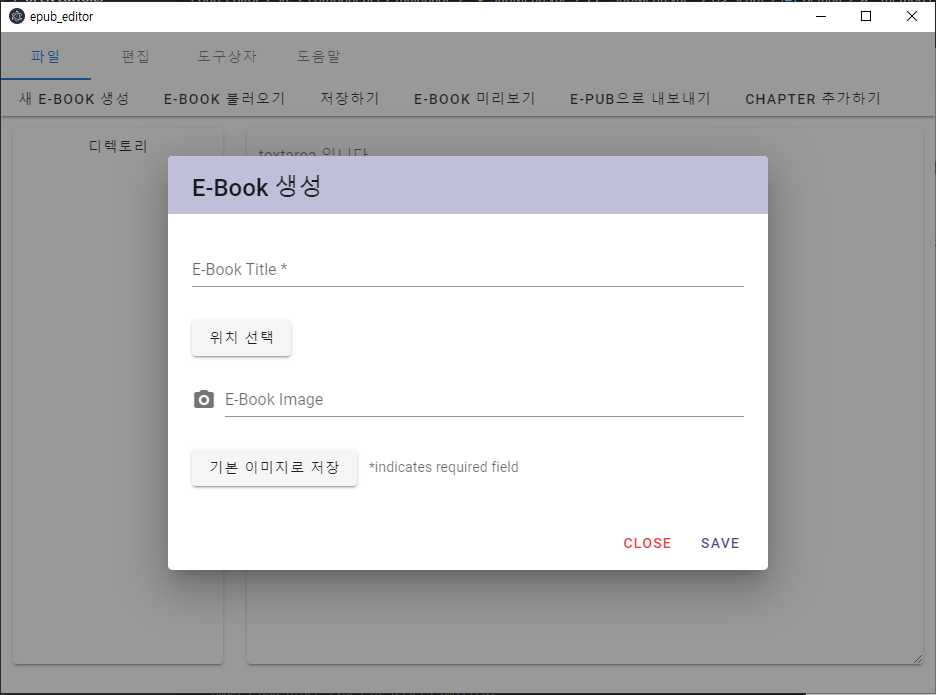 epub_editor
파일 편집 도구상자 도움말
새 E-BOOK 생성 E-BOOK 불러오기 저장하기 E-BOOK 미리보기 E-PUB으로 내보내기 CHAPTER 추가하기
디렉토리
textarea 입니다
E-Book 생성
E-Book Title *
위치 선택
E-Book Image
기본 이미지로 저장 *indicates required field
CLOSE SAVE